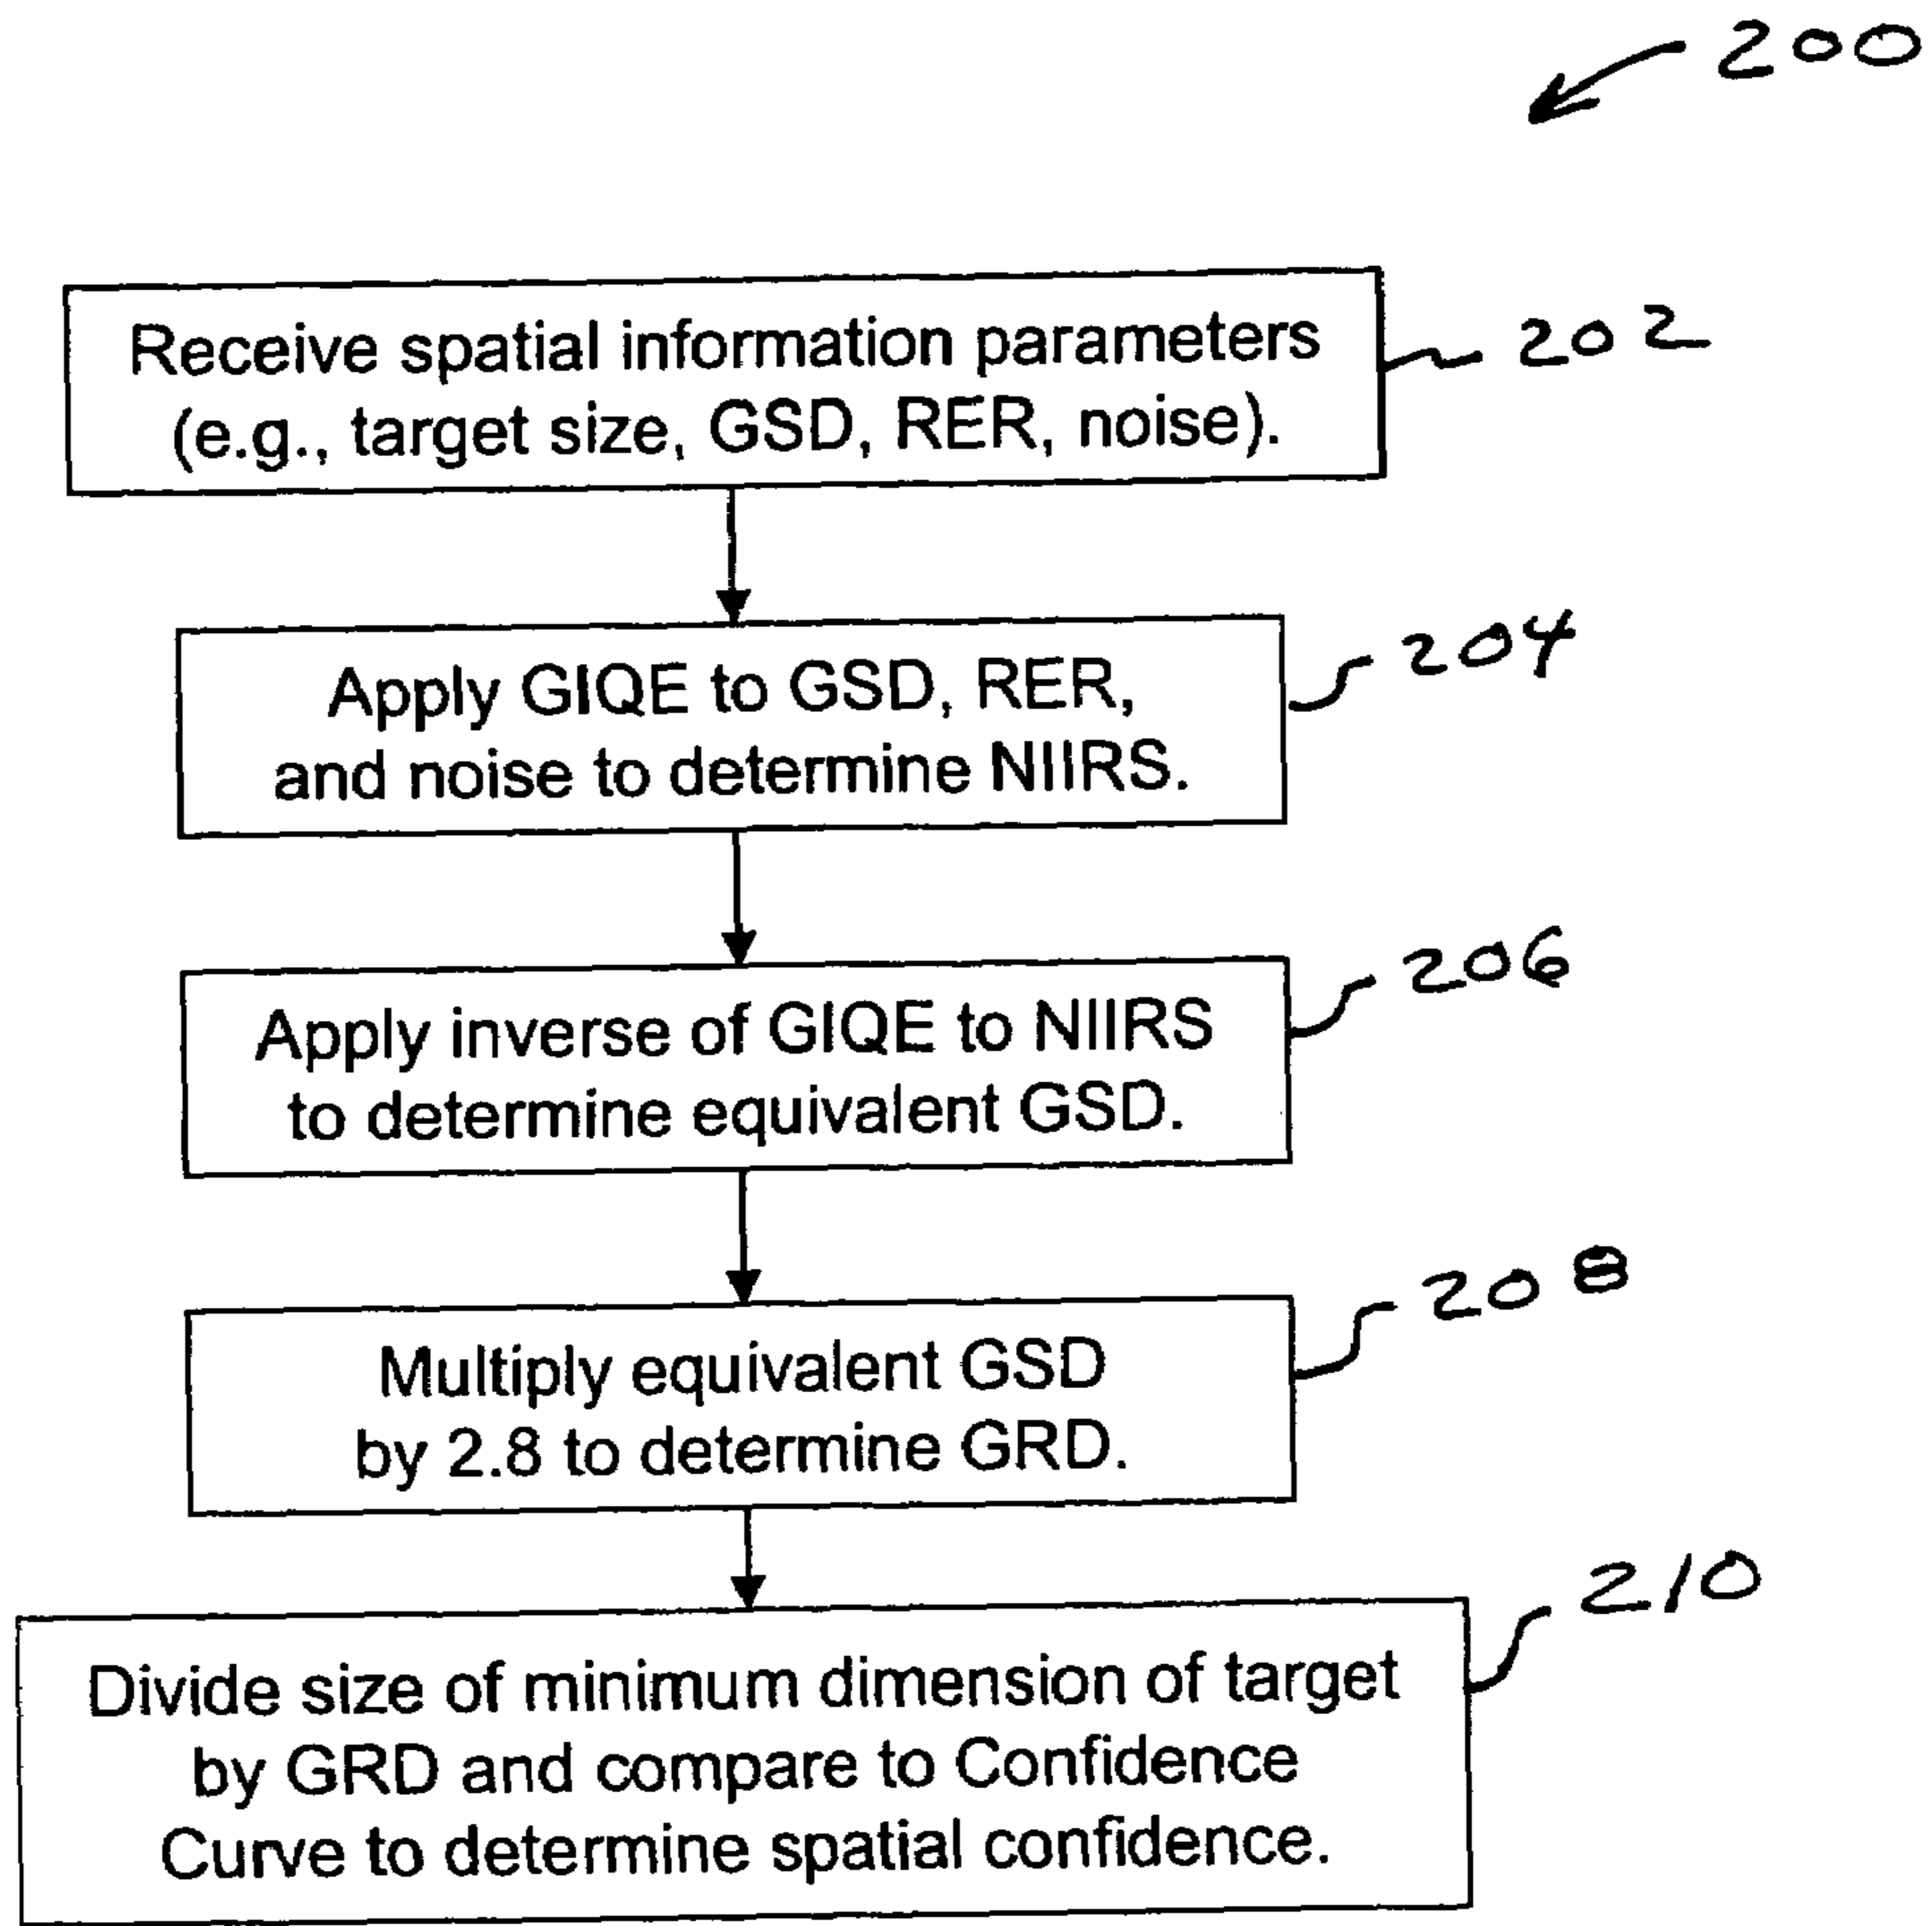 200
Receive spatial information parameters
(e.g., target size, GSD, RER, noise).
202
Apply GIQE to GSD, RER,
and noise to determine NIIRS.
204
Apply inverse of GIQE to NIIRS
to determine equivalent GSD.
206
Multiply equivalent GSD
by 2.8 to determine GRD.
208
Divide size of minimum dimension of target
by GRD and compare to Confidence
Curve to determine spatial confidence.
210